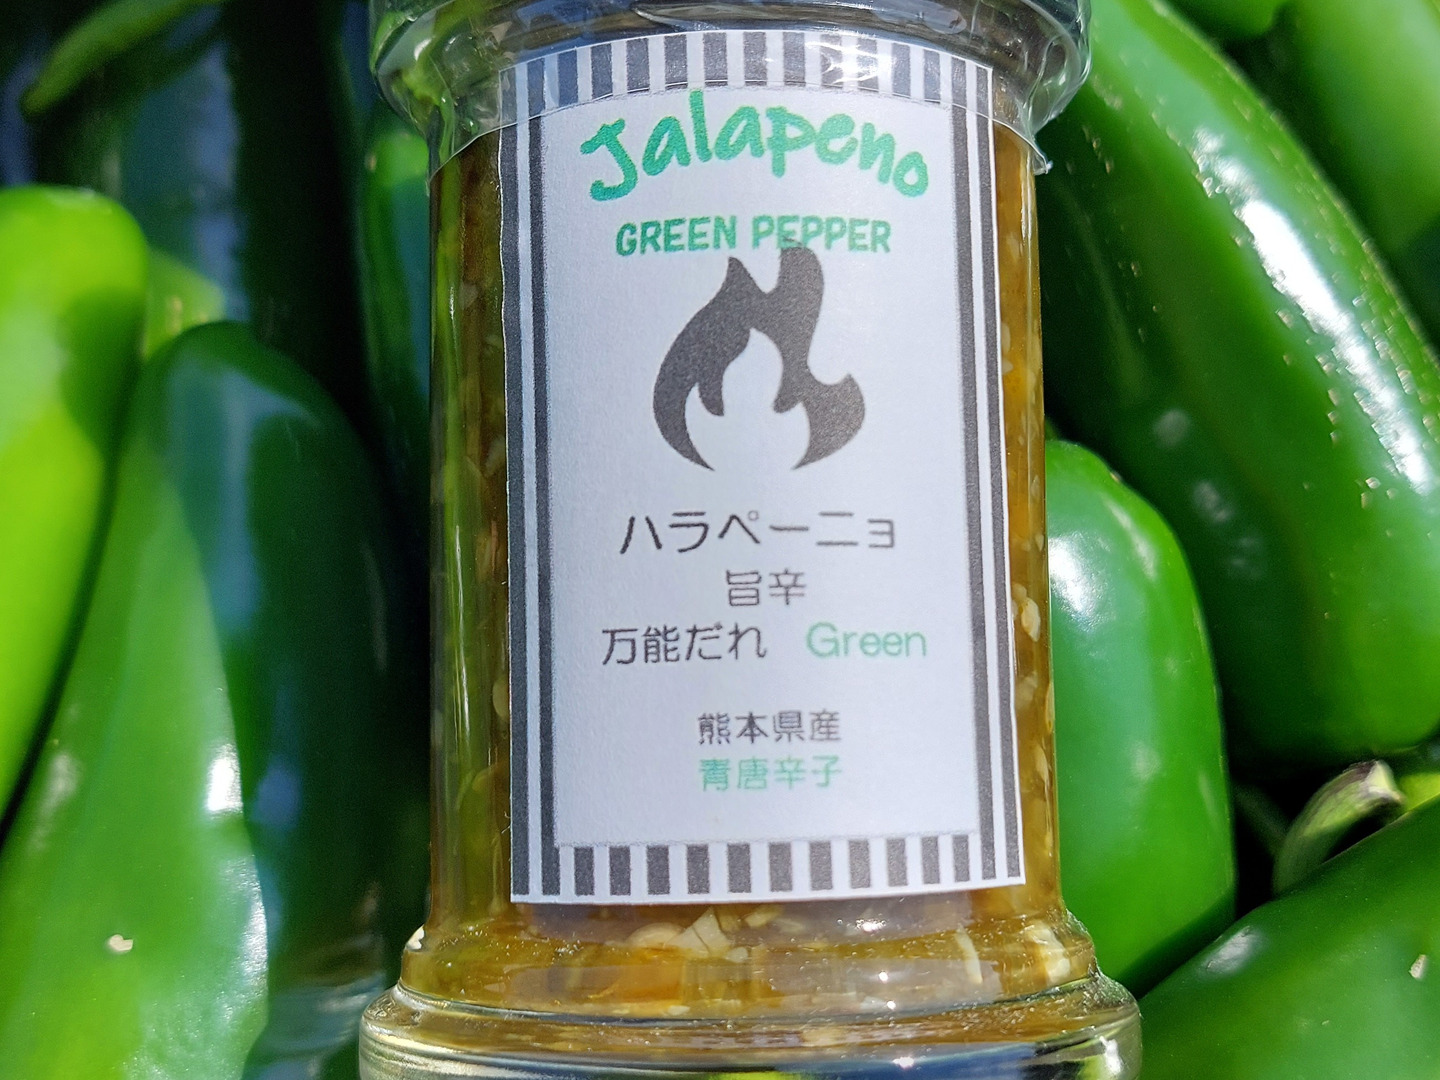 Jalapeno
GREEN PEPPER
ハラペーニョ
旨辛
万能だれ Green
熊本県産
青唐辛子